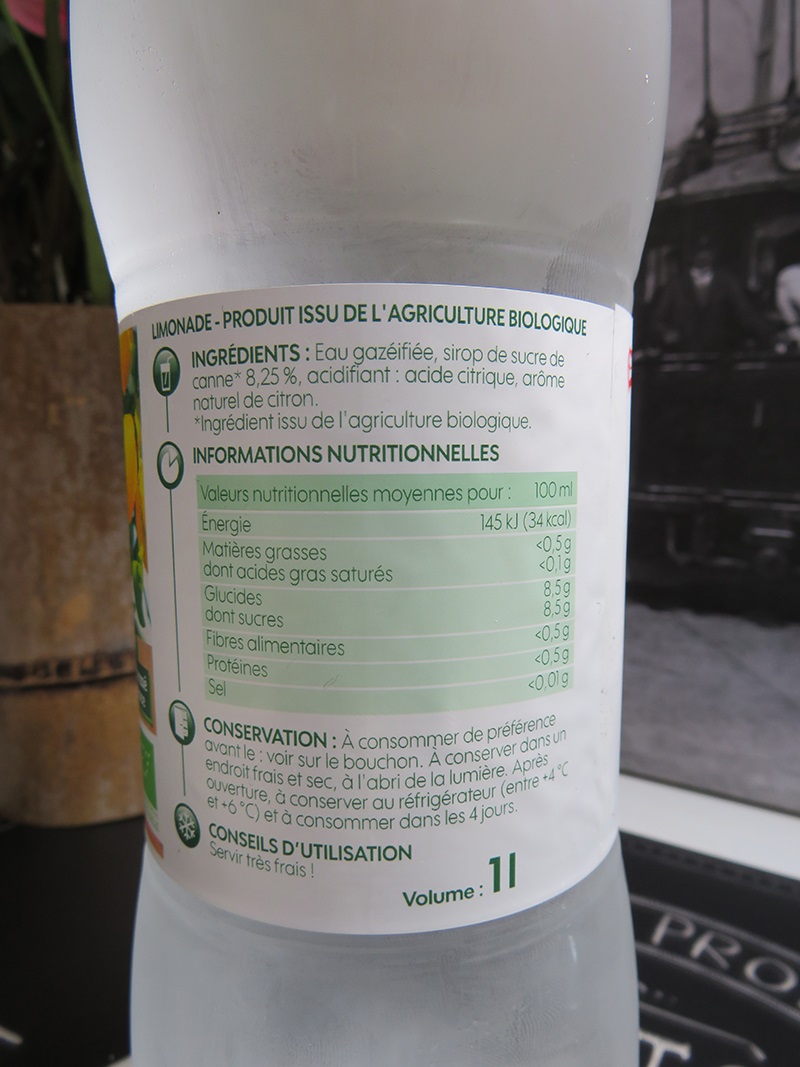 LIMONADE - PRODUIT ISSU DE L'AGRICULTURE BIOLOGIQUE
INGRÉDIENTS : Eau gazéifiée, sirop de sucre de
canne* 8,25 %, acidifiant : acide citrique, arôme
naturel de citron.
*Ingrédient issu de l'agriculture biologique.
INFORMATIONS NUTRITIONNELLES
Valeurs nutritionnelles moyennes pour : 100 ml
Énergie 145 kJ (34 kcal)
Matières grasses <0,5 g
dont acides gras saturés <0,1 g
Glucides 8,5 g
dont sucres 8,5 g
Fibres alimentaires <0,5 g
Protéines <0,5 g
Sel <0,01 g
CONSERVATION : À consommer de préférence
avant le : voir sur le bouchon. À conserver dans un
endroit frais et sec, à l'abri de la lumière. Après
ouverture, à conserver au réfrigérateur (entre +4 °C
et +6 °C) et à consommer dans les 4 jours.
CONSEILS D'UTILISATION
Servir très frais !
Volume : 1l
PRO